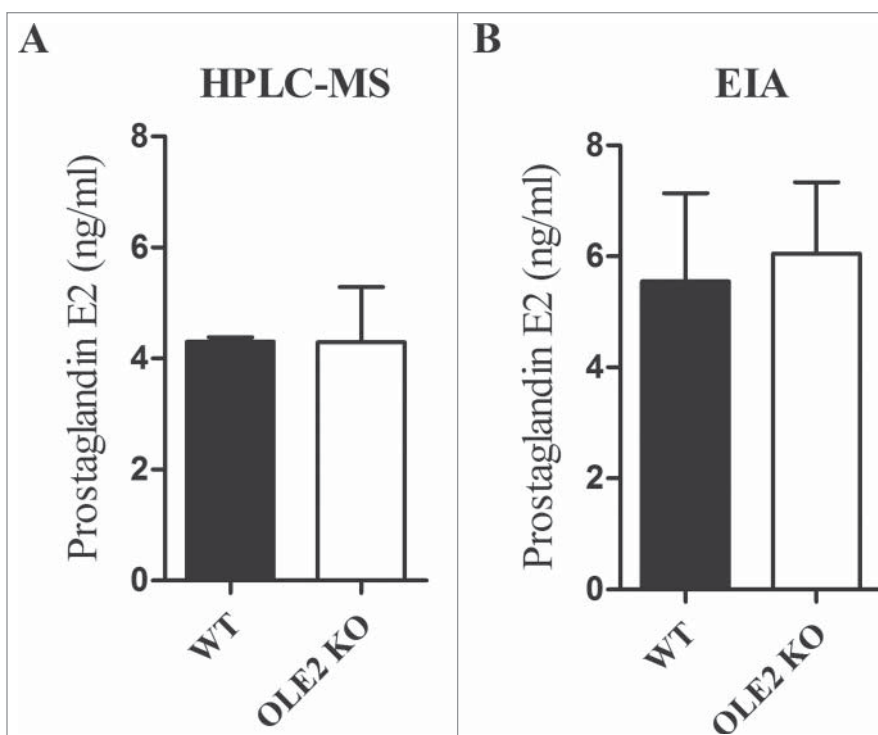 A
HPLC-MS
Prostaglandin E2 (ng/ml)
8
6
4
2
0
WT
OLE2 KO
B
EIA
Prostaglandin E2 (ng/ml)
8
6
4
2
0
WT
OLE2 KO